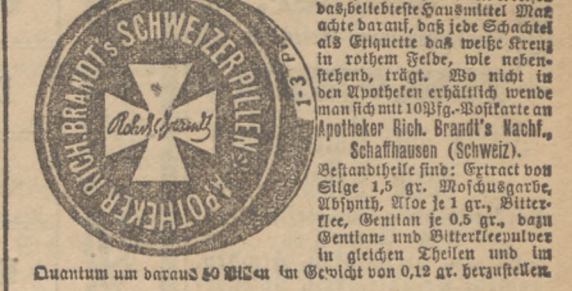 das beliebteste Hausmittel Man
achte darauf, daß jede Schachtel
als Etiquette das weiße Kreuz
in rothem Felde, wie neben-
stehend, trägt. Wo nicht in
den Apotheken erhältlich wende
man sich mit 10Pfg.-Postkarte an
Apotheker Rich. Brandt's Nachf.,
Schaffhausen (Schweiz).
Bestandtheile sind: Extract von
Silge 1,5 gr. Moschusgarbe,
Absynth, Aloe je 1 gr., Bitter-
klee, Gentian je 0,5 gr., dazu
Gentian- und Bitterkleepulver
in gleichen Theilen und im
Quantum um daraus 50 Pillen im Gewicht von 0,12 gr. herzustellen.
APOTHEKER RICH. BRANDT's SCHWEIZERPILLEN
1-3 P
Richd Brandt